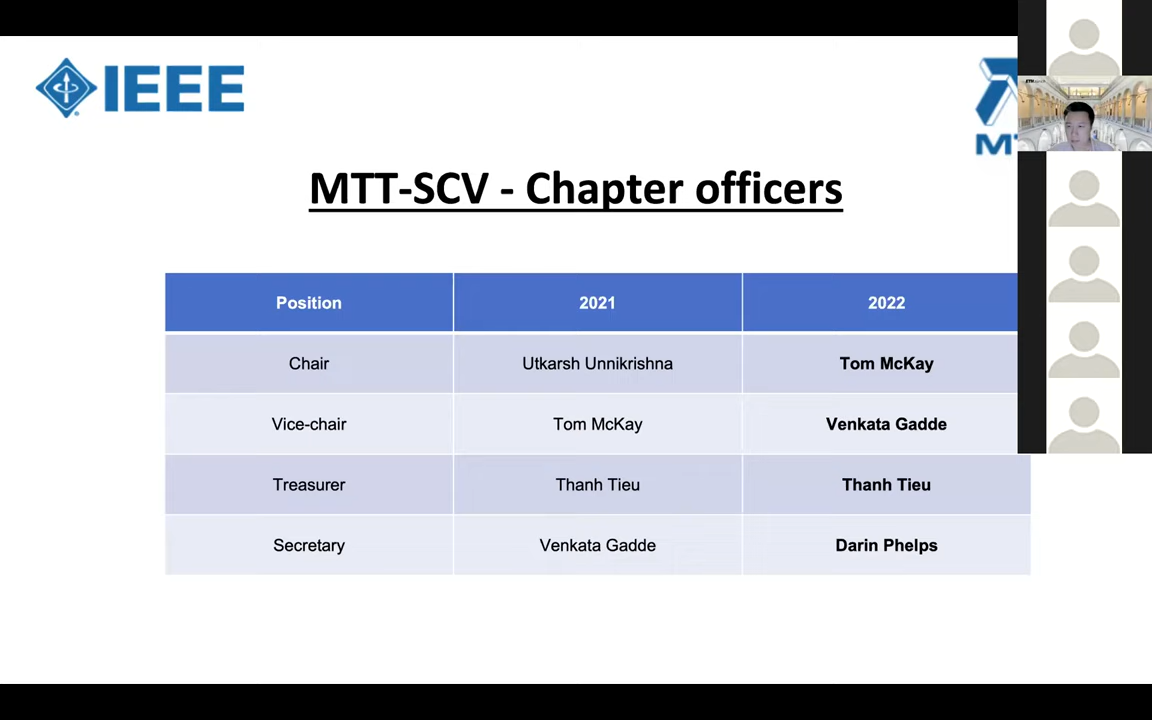 IEEE
MTT-SCV - Chapter officers
Position 2021 2022
Chair Utkarsh Unnikrishna Tom McKay
Vice-chair Tom McKay Venkata Gadde
Treasurer Thanh Tieu Thanh Tieu
Secretary Venkata Gadde Darin Phelps